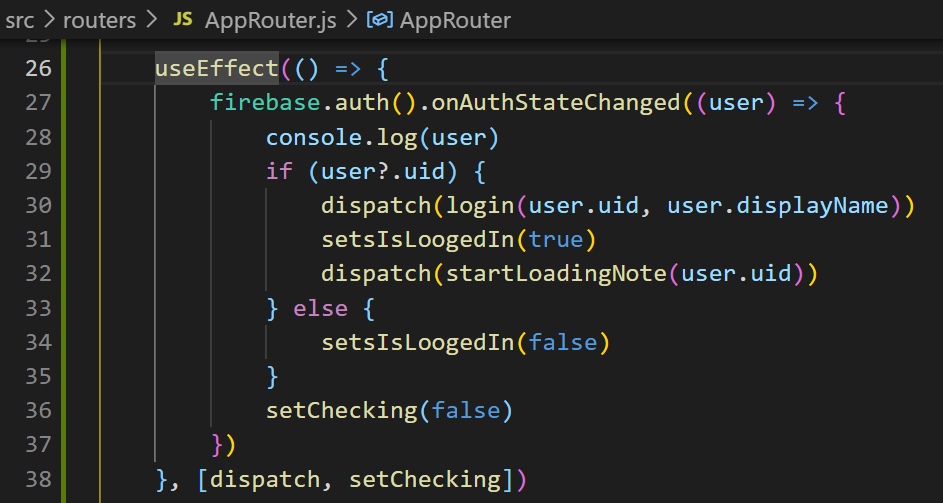 src > routers > JS AppRouter.js > AppRouter
25
26 useEffect(() => {
27 firebase.auth().onAuthStateChanged((user) => {
28 console.log(user)
29 if (user?.uid) {
30 dispatch(login(user.uid, user.displayName))
31 setsIsLoogedIn(true)
32 dispatch(startLoadingNote(user.uid))
33 } else {
34 setsIsLoogedIn(false)
35 }
36 setChecking(false)
37 })
38 }, [dispatch, setChecking])